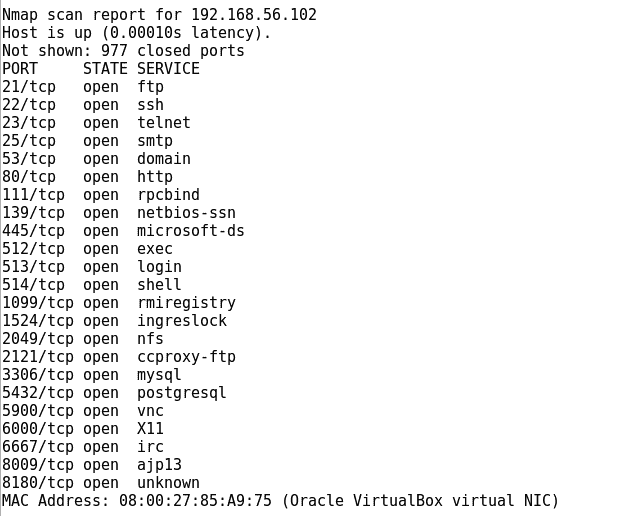 Nmap scan report for 192.168.56.102
Host is up (0.00010s latency).
Not shown: 977 closed ports
PORT     STATE SERVICE
21/tcp   open  ftp
22/tcp   open  ssh
23/tcp   open  telnet
25/tcp   open  smtp
53/tcp   open  domain
80/tcp   open  http
111/tcp  open  rpcbind
139/tcp  open  netbios-ssn
445/tcp  open  microsoft-ds
512/tcp  open  exec
513/tcp  open  login
514/tcp  open  shell
1099/tcp open  rmiregistry
1524/tcp open  ingreslock
2049/tcp open  nfs
2121/tcp open  ccproxy-ftp
3306/tcp open  mysql
5432/tcp open  postgresql
5900/tcp open  vnc
6000/tcp open  X11
6667/tcp open  irc
8009/tcp open  ajp13
8180/tcp open  unknown
MAC Address: 08:00:27:85:A9:75 (Oracle VirtualBox virtual NIC)